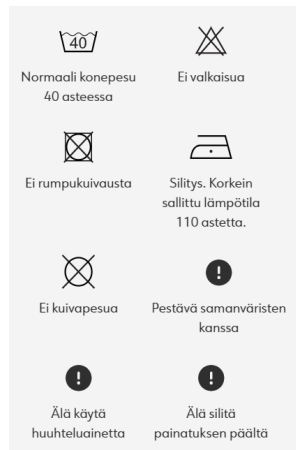 40
Normaali konepesu
40 asteessa
Ei valkaisua
Ei rumpukuivausta
Silitys. Korkein
sallittu lämpötila
110 astetta.
Ei kuivapesua
Pestävä samanväristen
kanssa
Älä käytä
huuhteluainetta
Älä silitä
painatuksen päältä